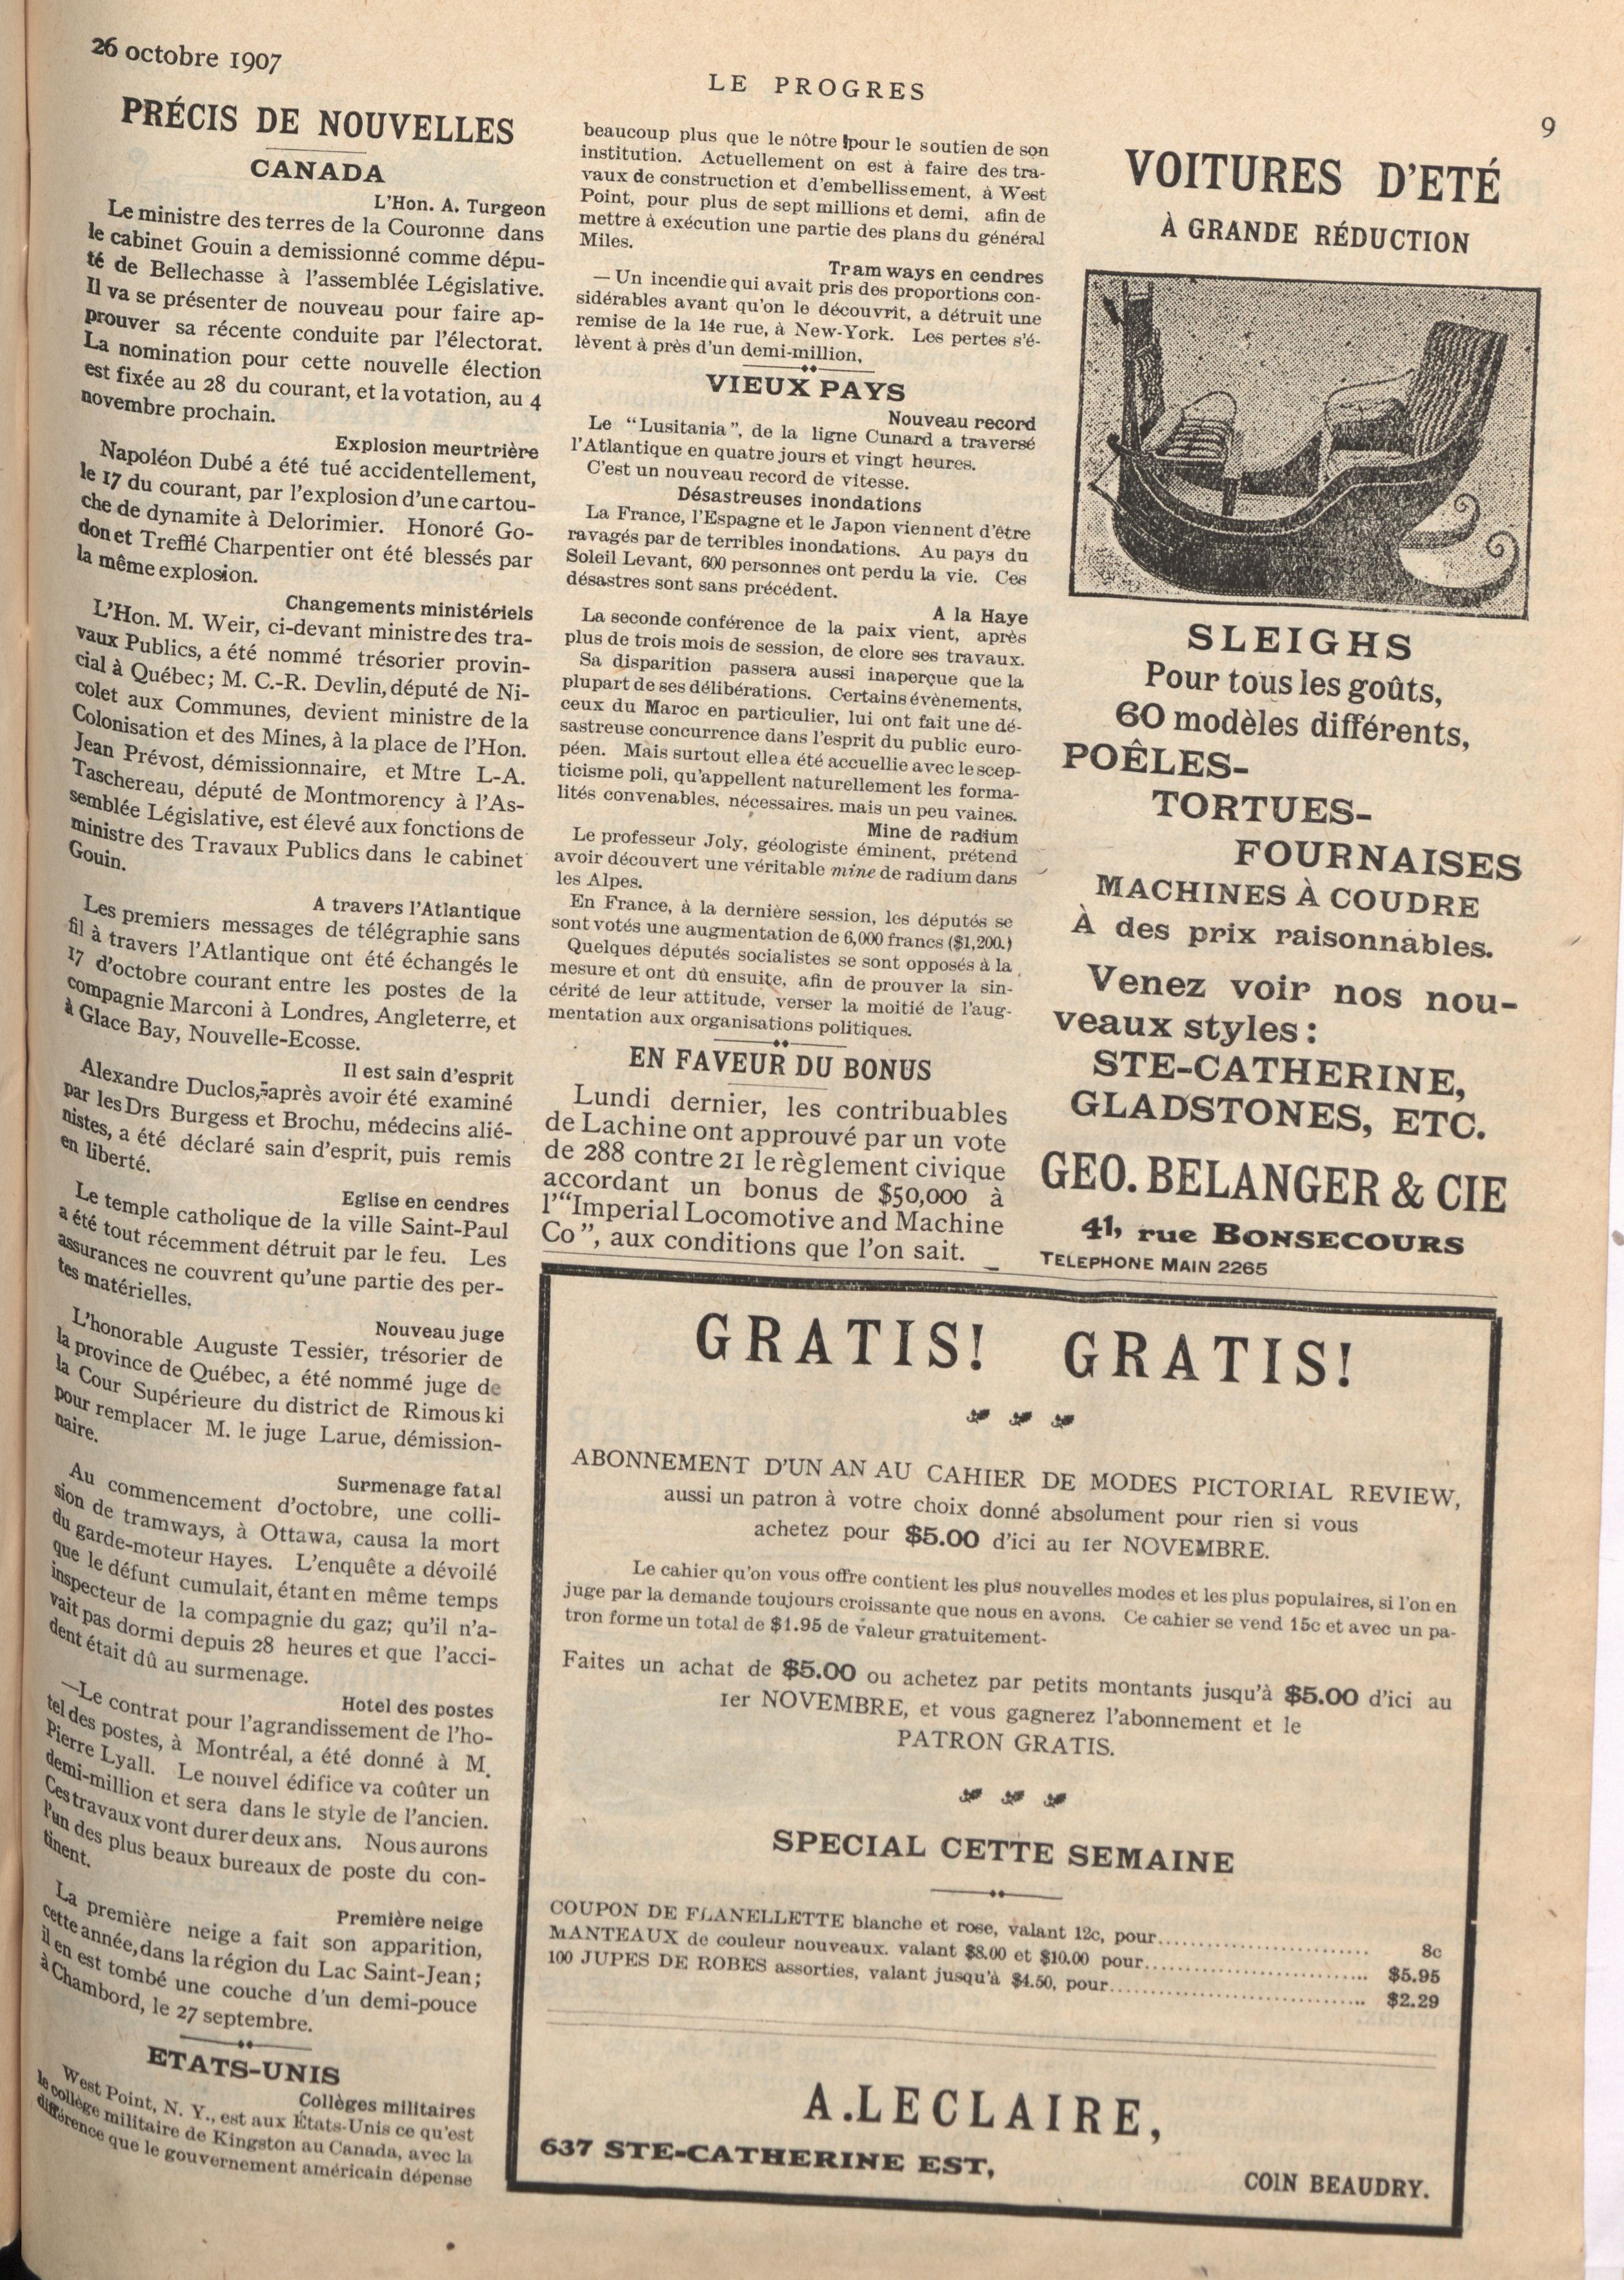 26 octobre 1907
LE PROGRES
9
PRÉCIS DE NOUVELLES
CANADA
L'Hon. A. Turgeon
Le ministre des terres de la Couronne dans
le cabinet Gouin a demissionné comme dépu-
té de Bellechasse à l'assemblée Législative.
Il va se présenter de nouveau pour faire ap-
prouver sa récente conduite par l'électorat.
La nomination pour cette nouvelle élection
est fixée au 28 du courant, et la votation, au 4
novembre prochain.
Explosion meurtrière
Napoléon Dubé a été tué accidentellement,
le 17 du courant, par l'explosion d'une cartou-
che de dynamite à Delorimier. Honoré Go-
don et Trefflé Charpentier ont été blessés par
la même explosion.
Changements ministériels
L'Hon. M. Weir, ci-devant ministre des tra-
vaux Publics, a été nommé trésorier provin-
cial à Québec; M. C.-R. Devlin, député de Ni-
colet aux Communes, devient ministre de la
Colonisation et des Mines, à la place de l'Hon.
Jean Prévost, démissionnaire, et Mtre L-A.
Taschereau, député de Montmorency à l'As-
semblée Législative, est élevé aux fonctions de
ministre des Travaux Publics dans le cabinet
Gouin.
A travers l'Atlantique
Les premiers messages de télégraphie sans
fil à travers l'Atlantique ont été échangés le
17 d'octobre courant entre les postes de la
compagnie Marconi à Londres, Angleterre, et
à Glace Bay, Nouvelle-Ecosse.
Il est sain d'esprit
Alexandre Duclos, après avoir été examiné
par les Drs Burgess et Brochu, médecins alié-
nistes, a été déclaré sain d'esprit, puis remis
en liberté.
Eglise en cendres
Le temple catholique de la ville Saint-Paul
a été tout récemment détruit par le feu. Les
assurances ne couvrent qu'une partie des per-
tes matérielles.
Nouveau juge
L'honorable Auguste Tessier, trésorier de
la province de Québec, a été nommé juge de
la Cour Supérieure du district de Rimouski
pour remplacer M. le juge Larue, démission-
naire.
Surmenage fatal
Au commencement d'octobre, une colli-
sion de tramways, à Ottawa, causa la mort
du garde-moteur Hayes. L'enquête a dévoilé
que le défunt cumulait, étant en même temps
inspecteur de la compagnie du gaz; qu'il n'a-
vait pas dormi depuis 28 heures et que l'acci-
dent était dû au surmenage.
Hotel des postes
—Le contrat pour l'agrandissement de l'ho-
tel des postes, à Montréal, a été donné à M.
Pierre Lyall. Le nouvel édifice va coûter un
demi-million et sera dans le style de l'ancien.
Ces travaux vont durer deux ans. Nous aurons
l'un des plus beaux bureaux de poste du con-
tinent.
Première neige
La première neige a fait son apparition,
cette année, dans la région du Lac Saint-Jean;
il en est tombé une couche d'un demi-pouce
à Chambord, le 27 septembre.
ETATS-UNIS
Collèges militaires
West Point, N. Y., est aux États-Unis ce qu'est
le collège militaire de Kingston au Canada, avec la
différence que le gouvernement américain dépense
beaucoup plus que le nôtre pour le soutien de son
institution. Actuellement on est à faire des tra-
vaux de construction et d'embellissement, à West
Point, pour plus de sept millions et demi, afin de
mettre à exécution une partie des plans du général
Miles.
Tramways en cendres
— Un incendie qui avait pris des proportions con-
sidérables avant qu'on le découvrit, a détruit une
remise de la 14e rue, à New-York. Les pertes s'é-
lèvent à près d'un demi-million,
VIEUX PAYS
Nouveau record
Le "Lusitania", de la ligne Cunard a traversé
l'Atlantique en quatre jours et vingt heures.
C'est un nouveau record de vitesse.
Désastreuses inondations
La France, l'Espagne et le Japon viennent d'être
ravagés par de terribles inondations. Au pays du
Soleil Levant, 600 personnes ont perdu la vie. Ces
désastres sont sans précédent.
A la Haye
La seconde conférence de la paix vient, après
plus de trois mois de session, de clore ses travaux.
Sa disparition passera aussi inaperçue que la
plupart de ses délibérations. Certains évènements,
ceux du Maroc en particulier, lui ont fait une dé-
sastreuse concurrence dans l'esprit du public euro-
péen. Mais surtout elle a été accueillie avec le scep-
ticisme poli, qu'appellent naturellement les forma-
lités convenables, nécessaires. mais un peu vaines.
Mine de radium
Le professeur Joly, géologiste éminent, prétend
avoir découvert une véritable mine de radium dans
les Alpes.
En France, à la dernière session, les députés se
sont votés une augmentation de 6,000 francs ($1,200.)
Quelques députés socialistes se sont opposés à la
mesure et ont dû ensuite, afin de prouver la sin-
cérité de leur attitude, verser la moitié de l'aug-
mentation aux organisations politiques.
EN FAVEUR DU BONUS
Lundi dernier, les contribuables
de Lachine ont approuvé par un vote
de 288 contre 21 le règlement civique
accordant un bonus de $50,000 à
l'"Imperial Locomotive and Machine
Co", aux conditions que l'on sait.
VOITURES D'ETÉ
À GRANDE RÉDUCTION
SLEIGHS
Pour tous les goûts,
60 modèles différents,
POÊLES-
TORTUES-
FOURNAISES
MACHINES À COUDRE
À des prix raisonnables.
Venez voir nos nou-
veaux styles :
STE-CATHERINE,
GLADSTONES, ETC.
GEO. BELANGER & CIE
41, rue BONSECOURS
TELEPHONE MAIN 2265
GRATIS! GRATIS!
ABONNEMENT D'UN AN AU CAHIER DE MODES PICTORIAL REVIEW,
aussi un patron à votre choix donné absolument pour rien si vous
achetez pour $5.00 d'ici au 1er NOVEMBRE.
Le cahier qu'on vous offre contient les plus nouvelles modes et les plus populaires, si l'on en
juge par la demande toujours croissante que nous en avons. Ce cahier se vend 15c et avec un pa-
tron forme un total de $1.95 de valeur gratuitement-
Faites un achat de $5.00 ou achetez par petits montants jusqu'à $5.00 d'ici au
1er NOVEMBRE, et vous gagnerez l'abonnement et le
PATRON GRATIS.
SPECIAL CETTE SEMAINE
COUPON DE FLANELLETTE blanche et rose, valant 12c, pour.............................. 8c
MANTEAUX de couleur nouveaux. valant $8.00 et $10.00 pour.............................. $5.95
100 JUPES DE ROBES assorties, valant jusqu'à $4.50, pour.............................. $2.29
A. LECLAIRE,
637 STE-CATHERINE EST,
COIN BEAUDRY.